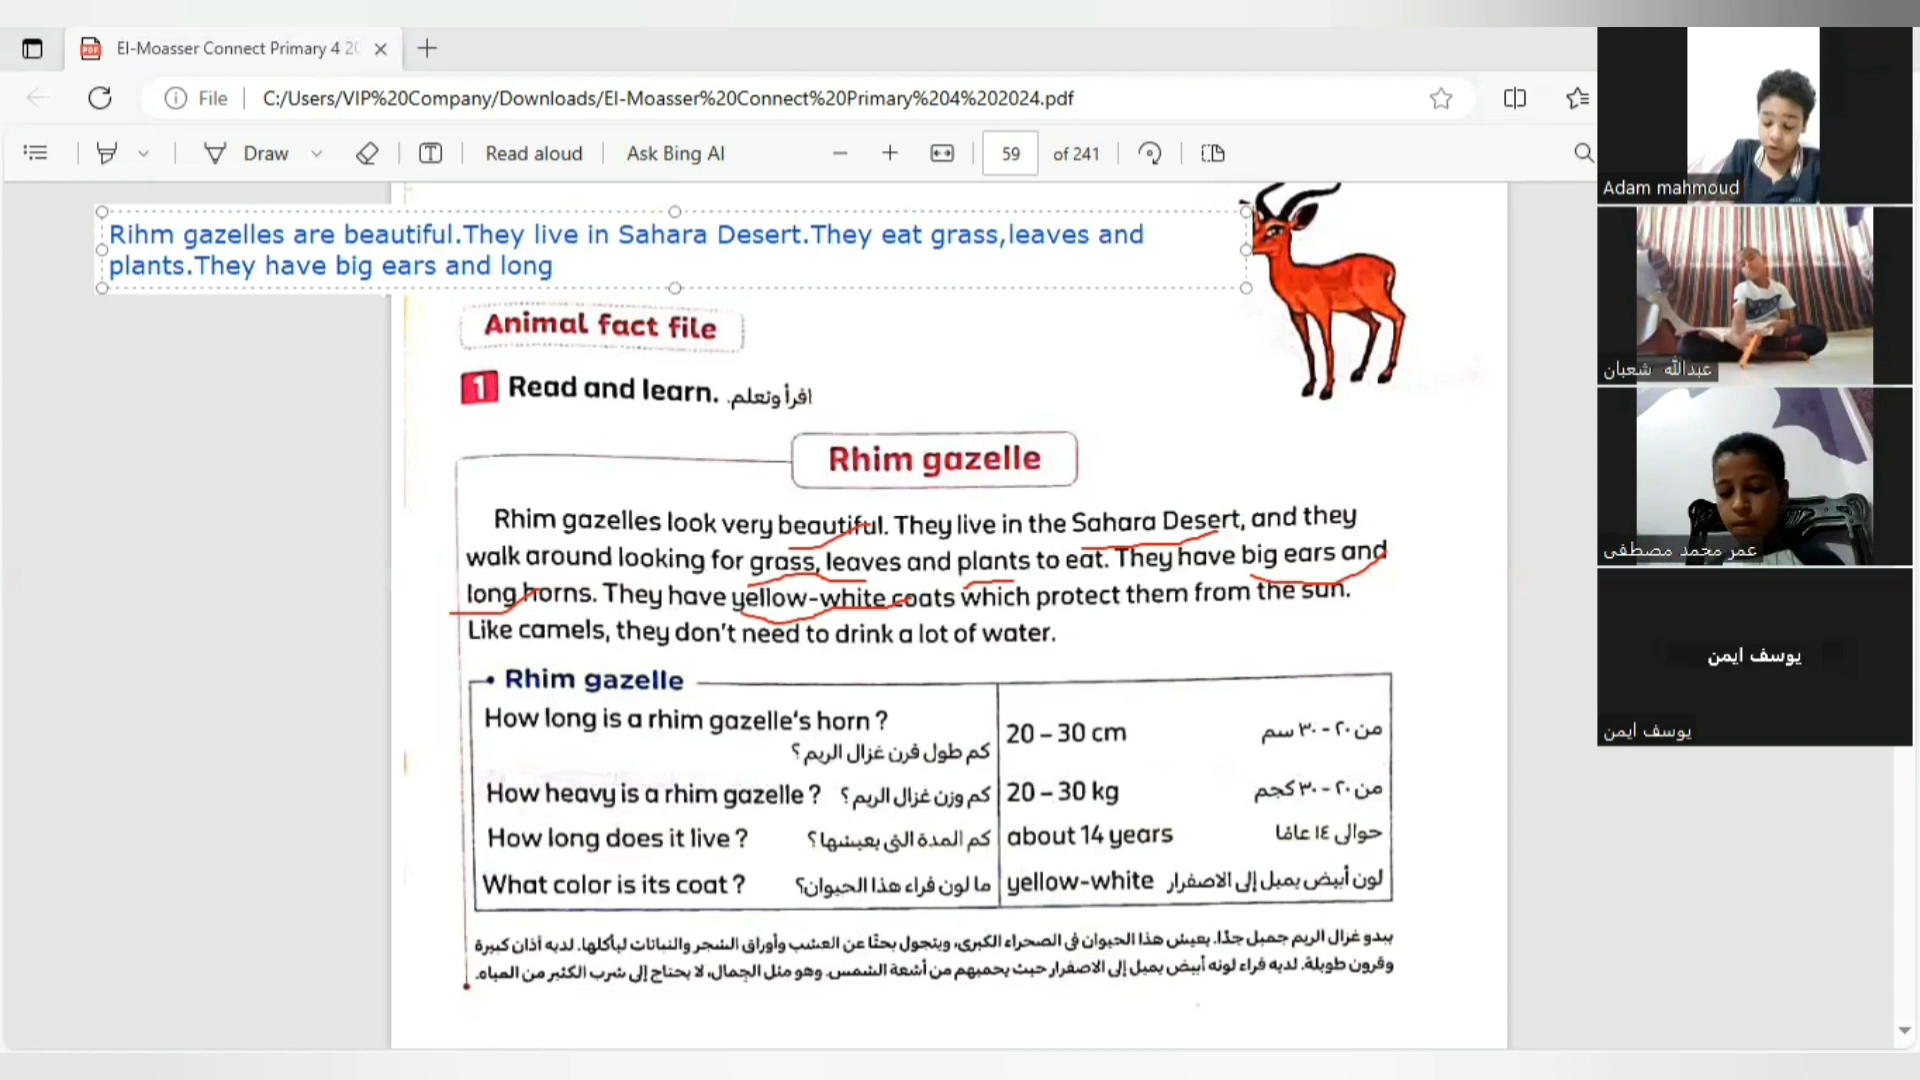 El-Moasser Connect Primary 4 20
File
C:/Users/VIP%20Company/Downloads/El-Moasser%20Connect%20Primary%204%202024.pdf
Draw
Read aloud
Ask Bing AI
59
of 241
Rihm gazelles are beautiful.They live in Sahara Desert.They eat grass,leaves and
plants.They have big ears and long
Animal fact file
1 Read and learn. اقرأ وتعلم.
Rhim gazelle
Rhim gazelles look very beautiful. They live in the Sahara Desert, and they
walk around looking for grass, leaves and plants to eat. They have big ears and
long horns. They have yellow-white coats which protect them from the sun.
Like camels, they don't need to drink a lot of water.
• Rhim gazelle
How long is a rhim gazelle's horn ?
كم طول قرن غزال الريم ؟
20 – 30 cm
من ٢٠ - ٣٠ سم
How heavy is a rhim gazelle ? كم وزن غزال الريم ؟
20 – 30 kg
من ٢٠ - ٣٠ كجم
How long does it live ? كم المدة التي يعيشها ؟
about 14 years
حوالى ١٤ عامًا
What color is its coat ? ما لون فراء هذا الحيوان؟
yellow-white
لون أبيض يميل إلى الاصفرار
يبدو غزال الريم جميل جدًا. يعيش هذا الحيوان فى الصحراء الكبرى، ويتجول بحثًا عن العشب وأوراق الشجر والنباتات ليأكلها. لديه آذان كبيرة
وقرون طويلة. لديه فراء لونه أبيض يميل إلى الاصفرار حيث يحميهم من أشعة الشمس. وهو مثل الجمال، لا يحتاج إلى شرب الكثير من المياه.
Adam mahmoud
عبدالله شعبان
عمر محمد مصطفى
يوسف ايمن
يوسف ايمن